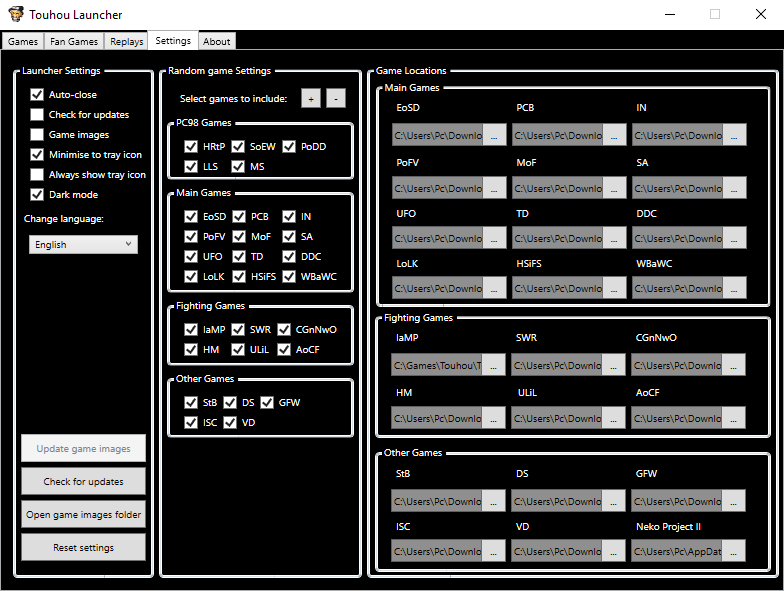 Touhou Launcher
Games Fan Games Replays Settings About
Launcher Settings
Auto-close
Check for updates
Game images
Minimise to tray icon
Always show tray icon
Dark mode
Change language:
English
Update game images
Check for updates
Open game images folder
Reset settings
Random game Settings
Select games to include: + -
PC98 Games
HRtP SoEW PoDD
LLS MS
Main Games
EoSD PCB IN
PoFV MoF SA
UFO TD DDC
LoLK HSiFS WBaWC
Fighting Games
IaMP SWR CGnNwO
HM ULiL AoCF
Other Games
StB DS GFW
ISC VD
Game Locations
Main Games
EoSD PCB IN
C:\Users\Pc\Downlo ... C:\Users\Pc\Downlo ... C:\Users\Pc\Downlo ...
PoFV MoF SA
C:\Users\Pc\Downlo ... C:\Users\Pc\Downlo ... C:\Users\Pc\Downlo ...
UFO TD DDC
C:\Users\Pc\Downlo ... C:\Users\Pc\Downlo ... C:\Users\Pc\Downlo ...
LoLK HSiFS WBaWC
C:\Users\Pc\Downlo ... C:\Users\Pc\Downlo ... C:\Users\Pc\Downlo ...
Fighting Games
IaMP SWR CGnNwO
C:\Games\Touhou\T ... C:\Users\Pc\Downlo ... C:\Users\Pc\Downlo ...
HM ULiL AoCF
C:\Users\Pc\Downlo ... C:\Users\Pc\Downlo ... C:\Users\Pc\Downlo ...
Other Games
StB DS GFW
C:\Users\Pc\Downlo ... C:\Users\Pc\Downlo ... C:\Users\Pc\Downlo ...
ISC VD Neko Project II
C:\Users\Pc\Downlo ... C:\Users\Pc\Downlo ... C:\Users\Pc\AppDat ...